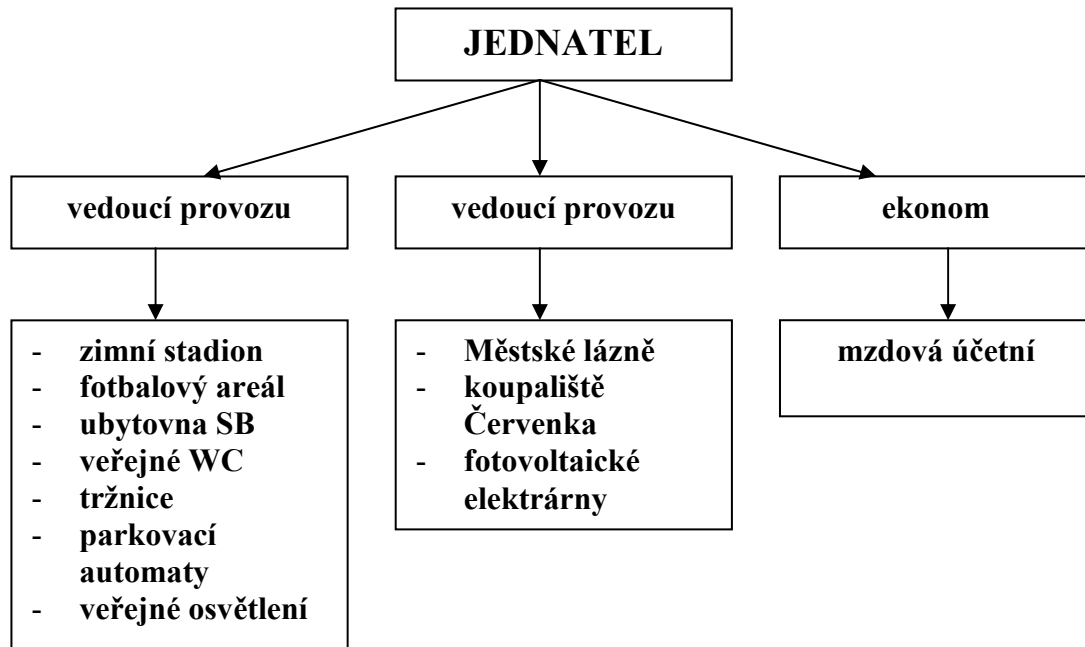 JEDNATEL
vedoucí provozu
vedoucí provozu
ekonom
- zimní stadion
- fotbalový areál
- ubytovna SB
- veřejné WC
- tržnice
- parkovací
automaty
- veřejné osvětlení
- Městské lázně
- koupaliště
Červenka
- fotovoltaické
elektrárny
mzdová účetní